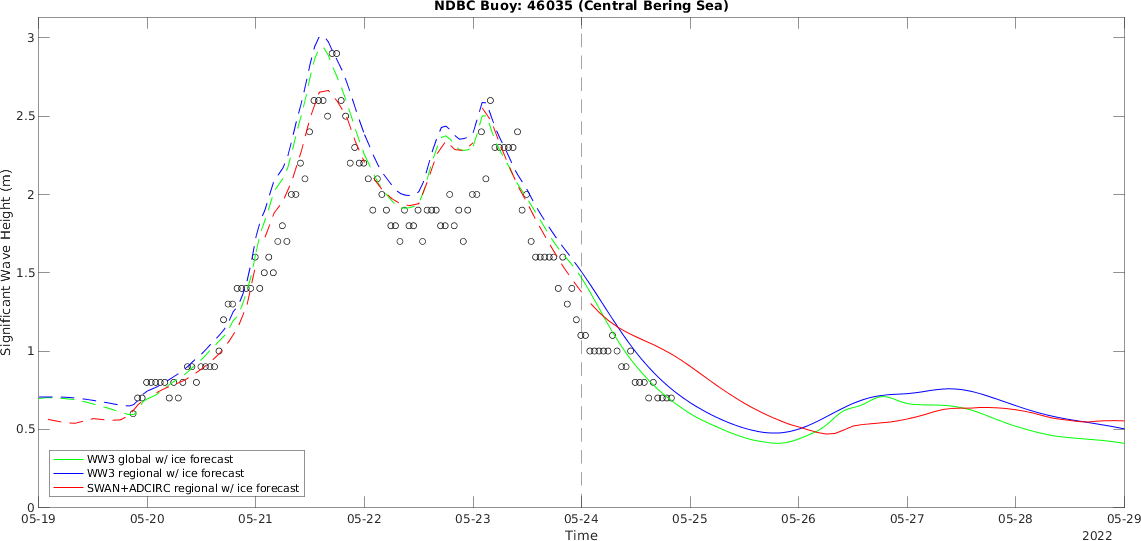 NDBC Buoy: 46035 (Central Bering Sea)
3
2.5
2
1.5
1
0.5
0
Significant Wave Height (m)
WW3 global w/ ice forecast
WW3 regional w/ ice forecast
SWAN+ADCIRC regional w/ ice forecast
05-19 05-20 05-21 05-22 05-23 05-24 05-25 05-26 05-27 05-28 05-29
Time
2022